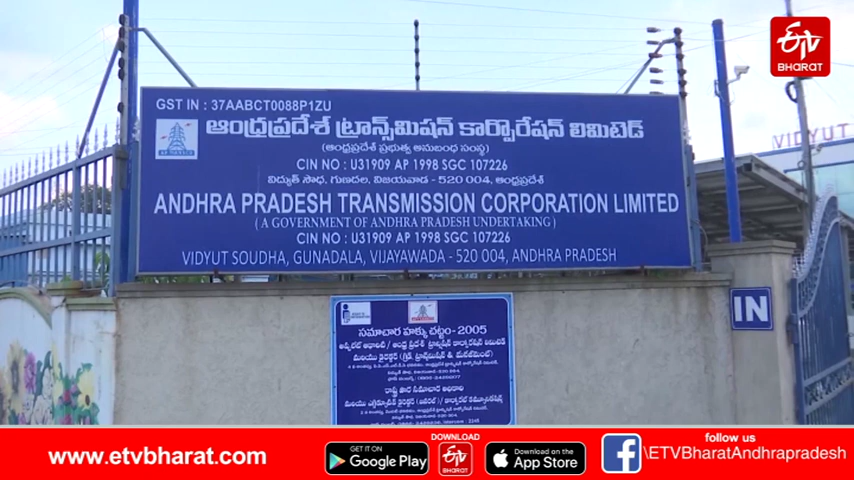 ETV
BHARAT
GST IN : 37AABCT0088P1ZU
ఆంధ్రప్రదేశ్ ట్రాన్స్‌మిషన్ కార్పొరేషన్ లిమిటెడ్
(ఆంధ్రప్రదేశ్ ప్రభుత్వ అనుబంధ సంస్థ)
CIN NO : U31909 AP 1998 SGC 107226
విద్యుత్ సౌధ, గుణదల, విజయవాడ - 520 004, ఆంధ్రప్రదేశ్
ANDHRA PRADESH TRANSMISSION CORPORATION LIMITED
( A GOVERNMENT OF ANDHRA PRADESH UNDERTAKING )
CIN NO : U31909 AP 1998 SGC 107226
VIDYUT SOUDHA, GUNADALA, VIJAYAWADA - 520 004, ANDHRA PRADESH
VIDYUT
IN
సమాచార హక్కు చట్టం-2005
www.etvbharat.com
GET IT ON
Google Play
DOWNLOAD
ETV
BHARAT
Download on the
App Store
follow us
\ETVBharatAndhrapradesh